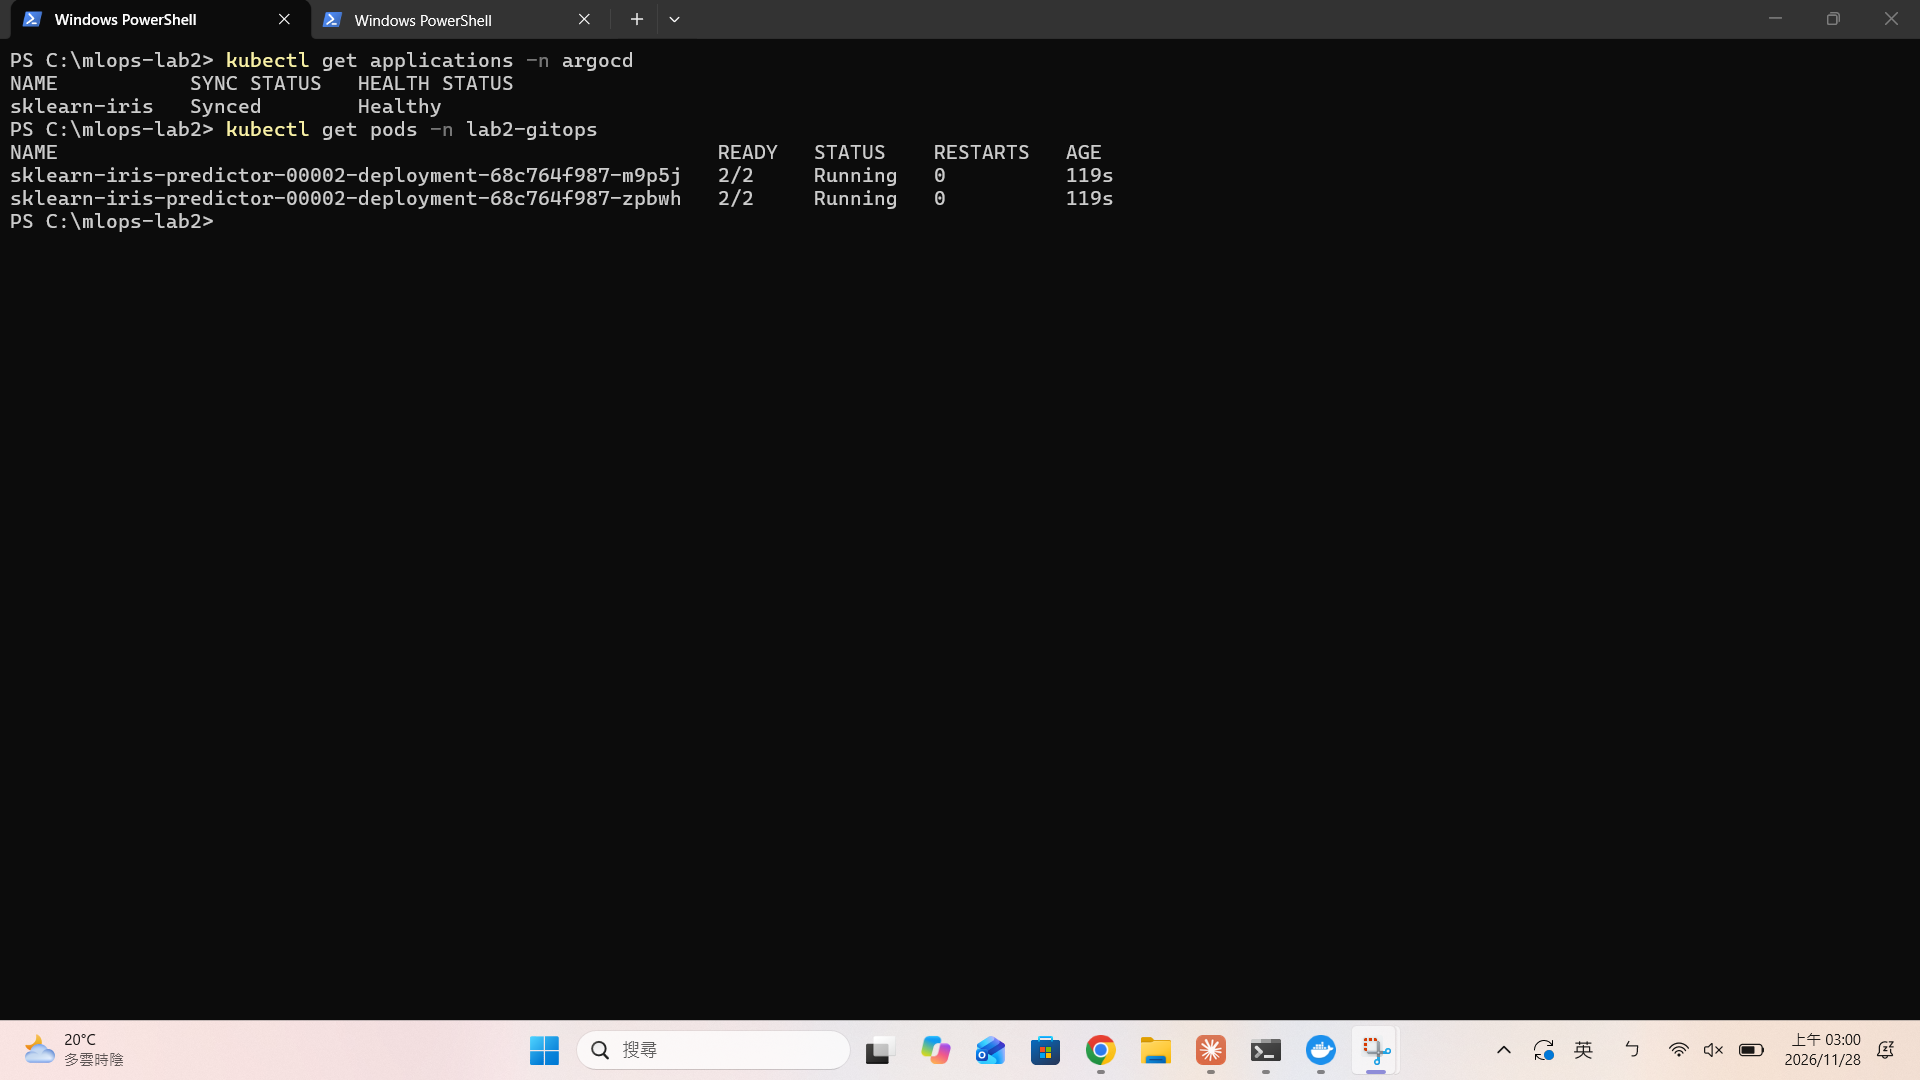 Windows PowerShell
Windows PowerShell
PS C:\mlops-lab2> kubectl get applications -n argocd
NAME SYNC STATUS HEALTH STATUS
sklearn-iris Synced Healthy
PS C:\mlops-lab2> kubectl get pods -n lab2-gitops
NAME READY STATUS RESTARTS AGE
sklearn-iris-predictor-00002-deployment-68c764f987-m9p5j 2/2 Running 0 119s
sklearn-iris-predictor-00002-deployment-68c764f987-zpbwh 2/2 Running 0 119s
PS C:\mlops-lab2>
20°C
多雲時陰
搜尋
英
ㄅ
上午 03:00
2026/11/28